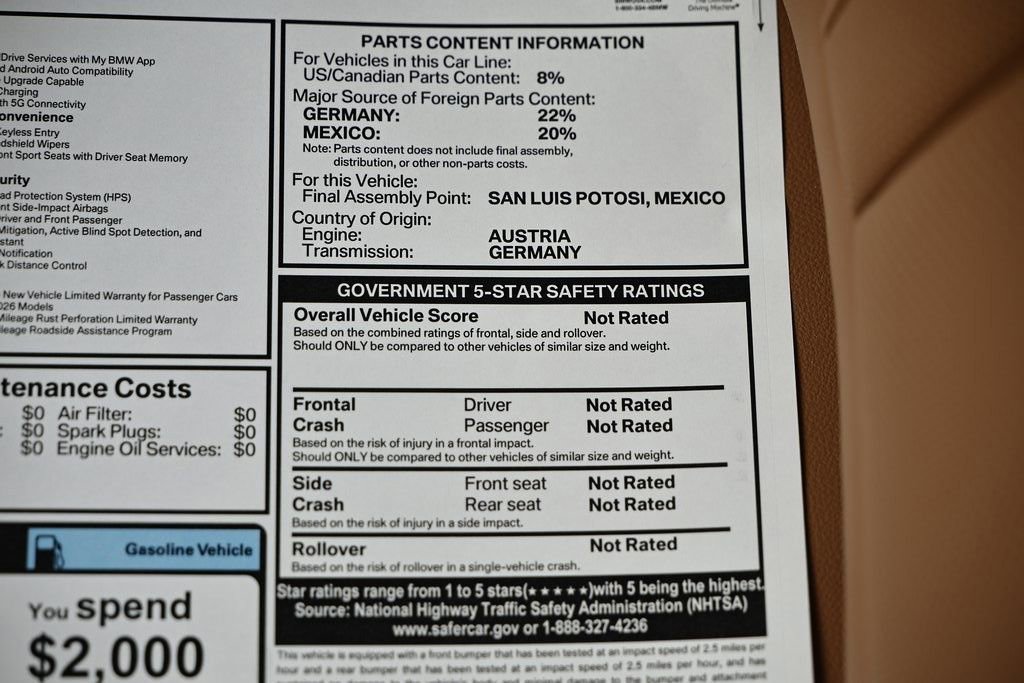 Drive Services with My BMW App
d Android Auto Compatibility
Upgrade Capable
Charging
th 5G Connectivity
onvenience
Keyless Entry
dshield Wipers
ont Sport Seats with Driver Seat Memory
urity
ad Protection System (HPS)
nt Side-Impact Airbags
river and Front Passenger
Mitigation, Active Blind Spot Detection, and
stant
Notification
k Distance Control
New Vehicle Limited Warranty for Passenger Cars
026 Models
Mileage Rust Perforation Limited Warranty
ileage Roadside Assistance Program
tenance Costs
$0 Air Filter: $0
: $0 Spark Plugs: $0
$0 Engine Oil Services: $0
Gasoline Vehicle
You spend
$2,000
Driving Machine®
PARTS CONTENT INFORMATION
For Vehicles in this Car Line:
US/Canadian Parts Content: 8%
Major Source of Foreign Parts Content:
GERMANY: 22%
MEXICO: 20%
Note: Parts content does not include final assembly,
distribution, or other non-parts costs.
For this Vehicle:
Final Assembly Point: SAN LUIS POTOSI, MEXICO
Country of Origin:
Engine: AUSTRIA
Transmission: GERMANY
GOVERNMENT 5-STAR SAFETY RATINGS
Overall Vehicle Score Not Rated
Based on the combined ratings of frontal, side and rollover.
Should ONLY be compared to other vehicles of similar size and weight.
Frontal Driver Not Rated
Crash Passenger Not Rated
Based on the risk of injury in a frontal impact.
Should ONLY be compared to other vehicles of similar size and weight.
Side Front seat Not Rated
Crash Rear seat Not Rated
Based on the risk of injury in a side impact.
Rollover Not Rated
Based on the risk of rollover in a single-vehicle crash.
Star ratings range from 1 to 5 stars(★★★★★)with 5 being the highest.
Source: National Highway Traffic Safety Administration (NHTSA)
www.safercar.gov or 1-888-327-4236
This vehicle is equipped with a front bumper that has been tested at an impact speed of 2.5 miles per
hour and a rear bumper that has been tested at an impact speed of 2.5 miles per hour, and has